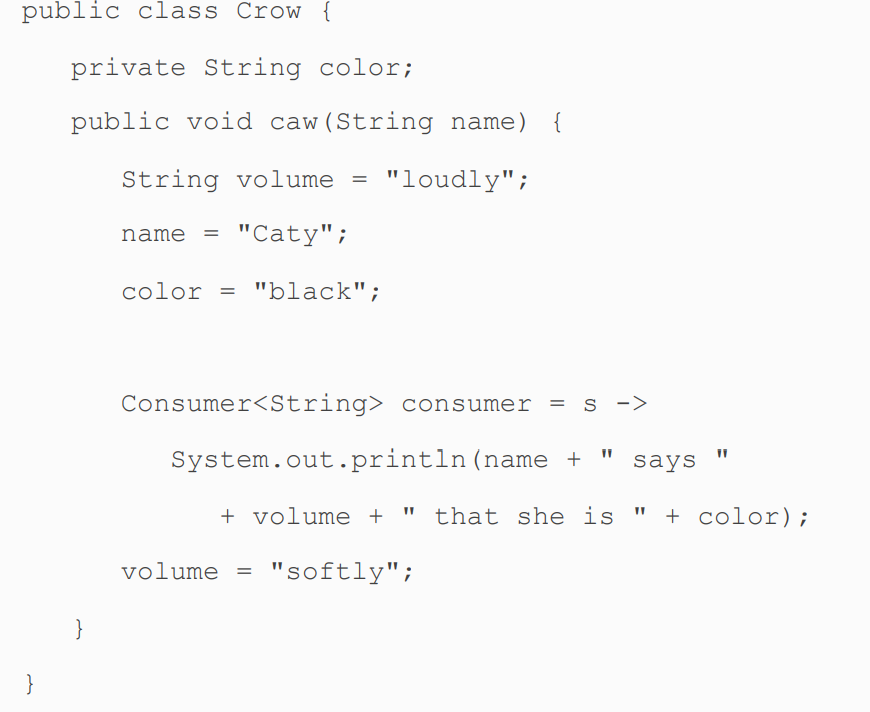 public class Crow {
private String color;
public void caw(String name) {
String volume = "loudly";
name = "Caty";
color = "black";
Consumer<String> consumer = s ->
System.out.println(name + " says "
+ volume + " that she is " + color);
volume = "softly";
}
}